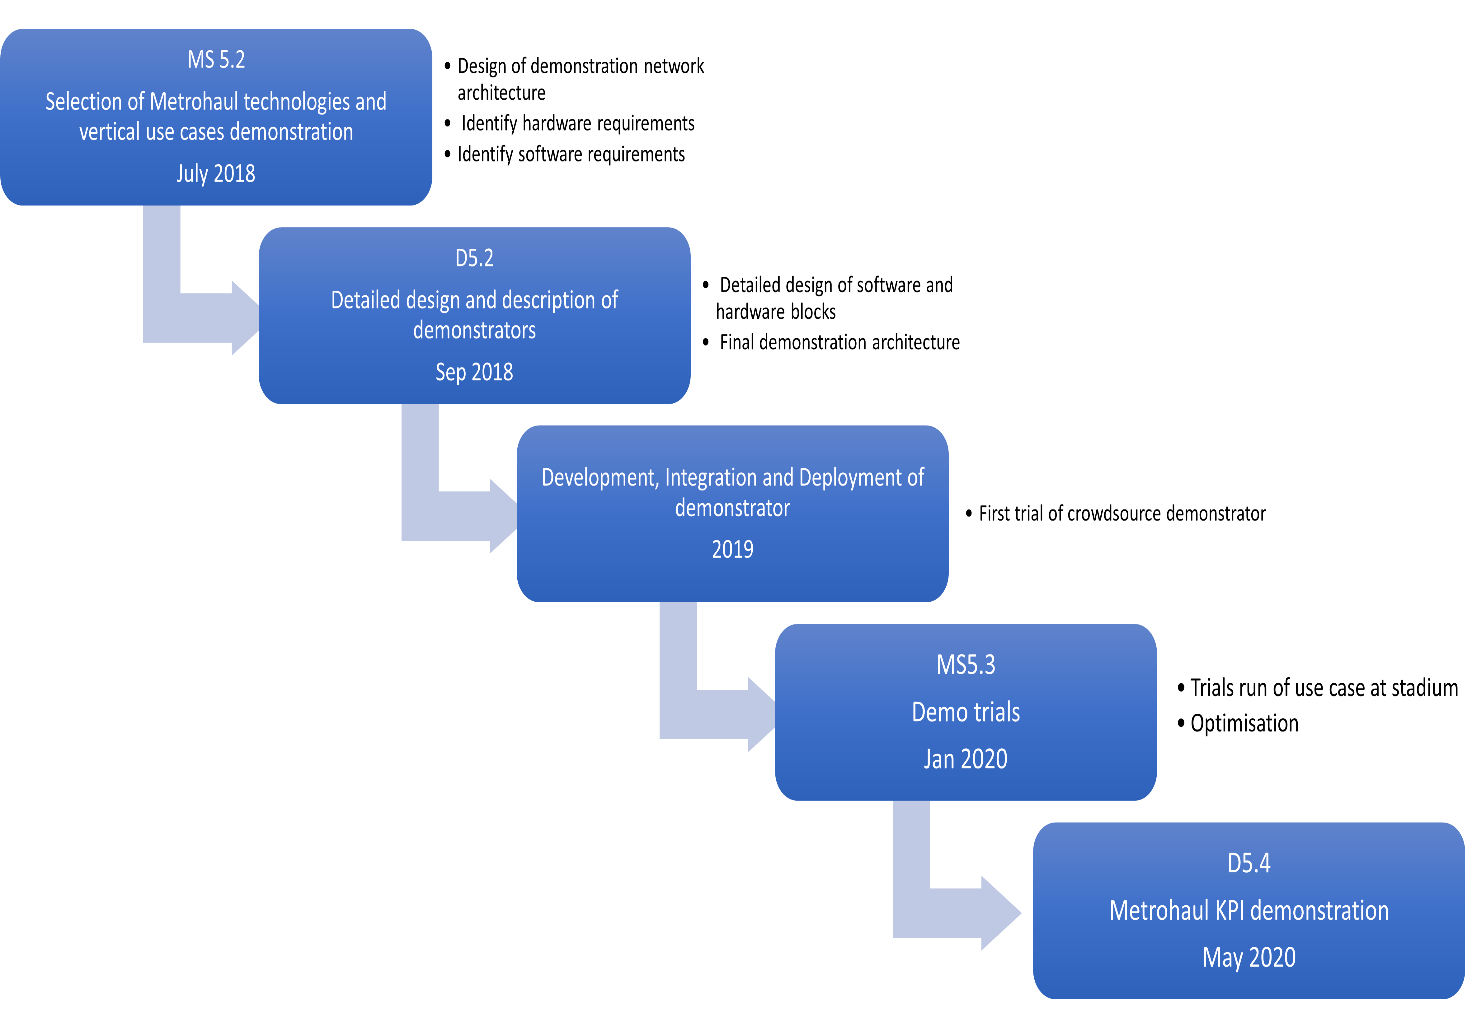 MS 5.2
Selection of Metrohaul technologies and
vertical use cases demonstration
July 2018
• Design of demonstration network
architecture
• Identify hardware requirements
• Identify software requirements
D5.2
Detailed design and description of
demonstrators
Sep 2018
• Detailed design of software and
hardware blocks
• Final demonstration architecture
Development, Integration and Deployment of
demonstrator
2019
• First trial of crowdsource demonstrator
MS5.3
Demo trials
Jan 2020
• Trials run of use case at stadium
• Optimisation
D5.4
Metrohaul KPI demonstration
May 2020